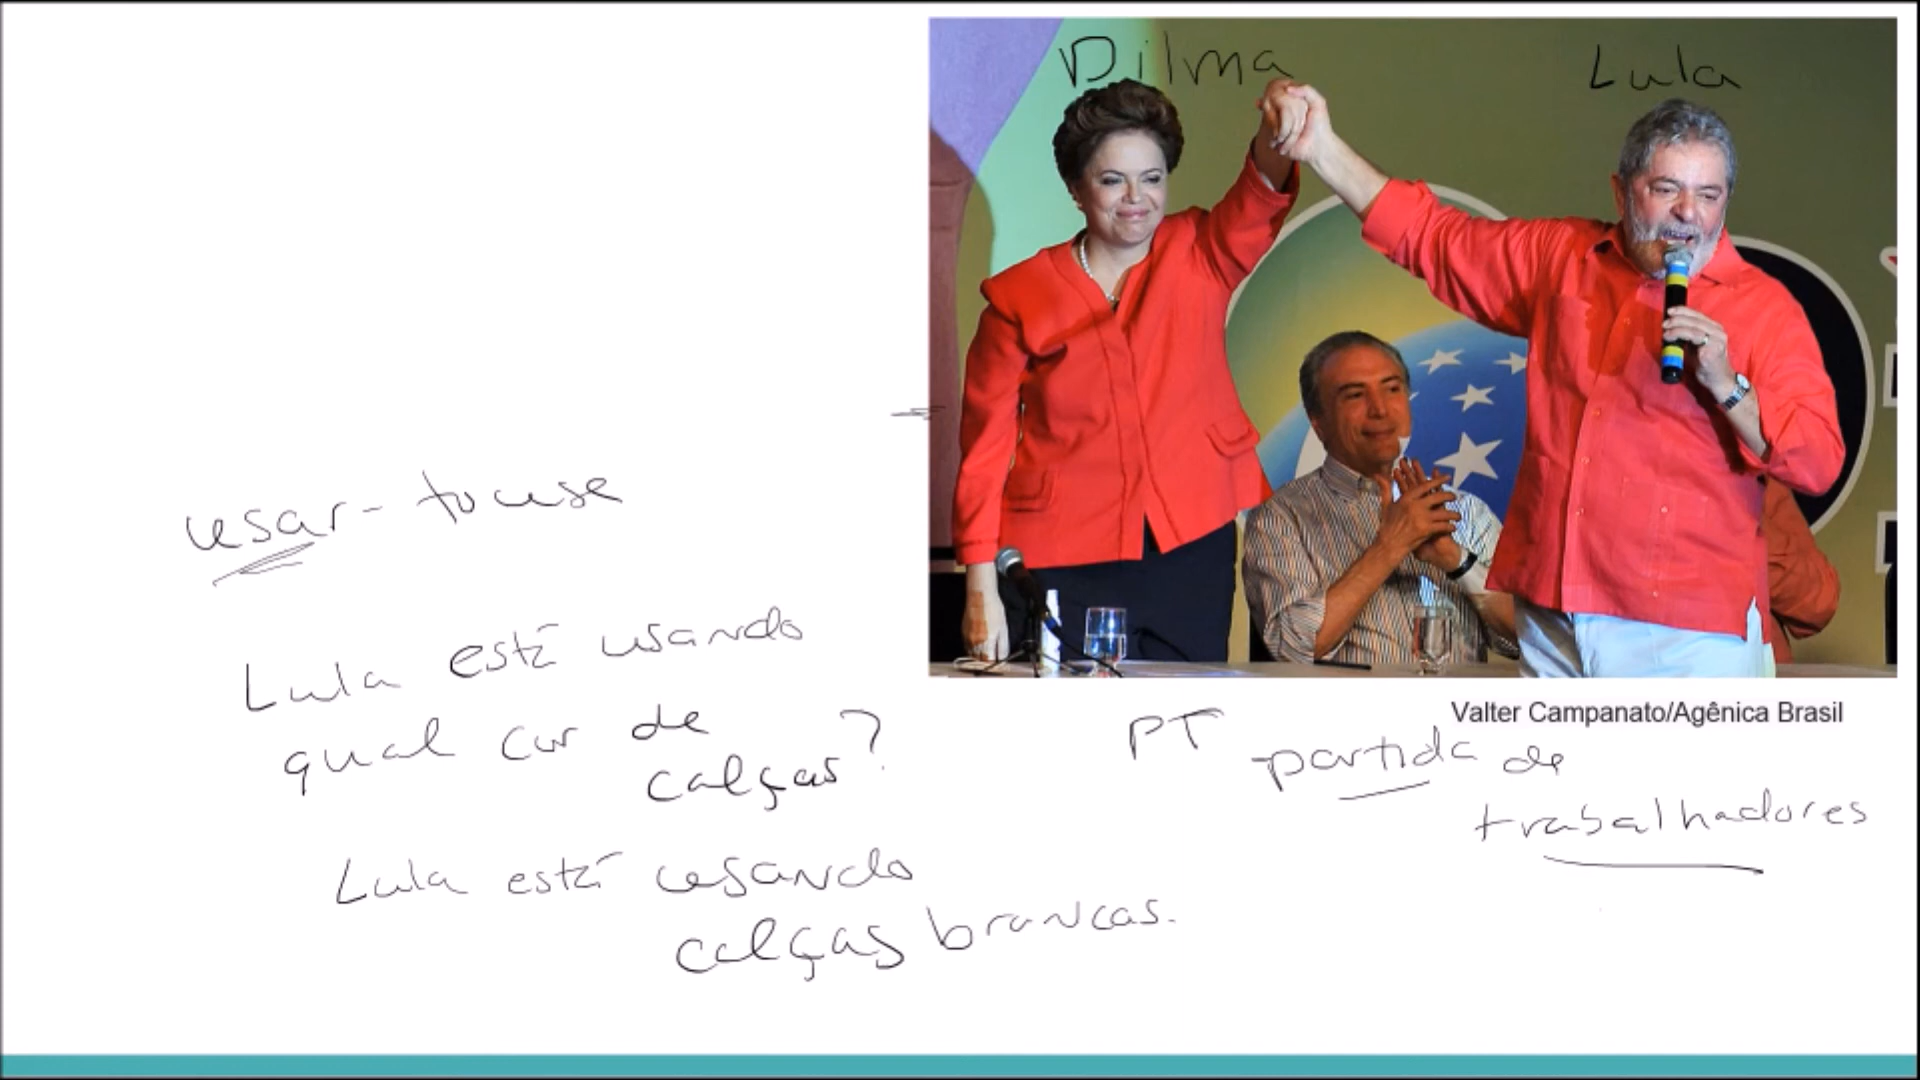 Dilma
Lula
usar - to use
Lula está usando
qual cor de
calças?
Lula está usando
calças brancas.
Valter Campanato/Agênica Brasil
PT
partida de
trabalhadores